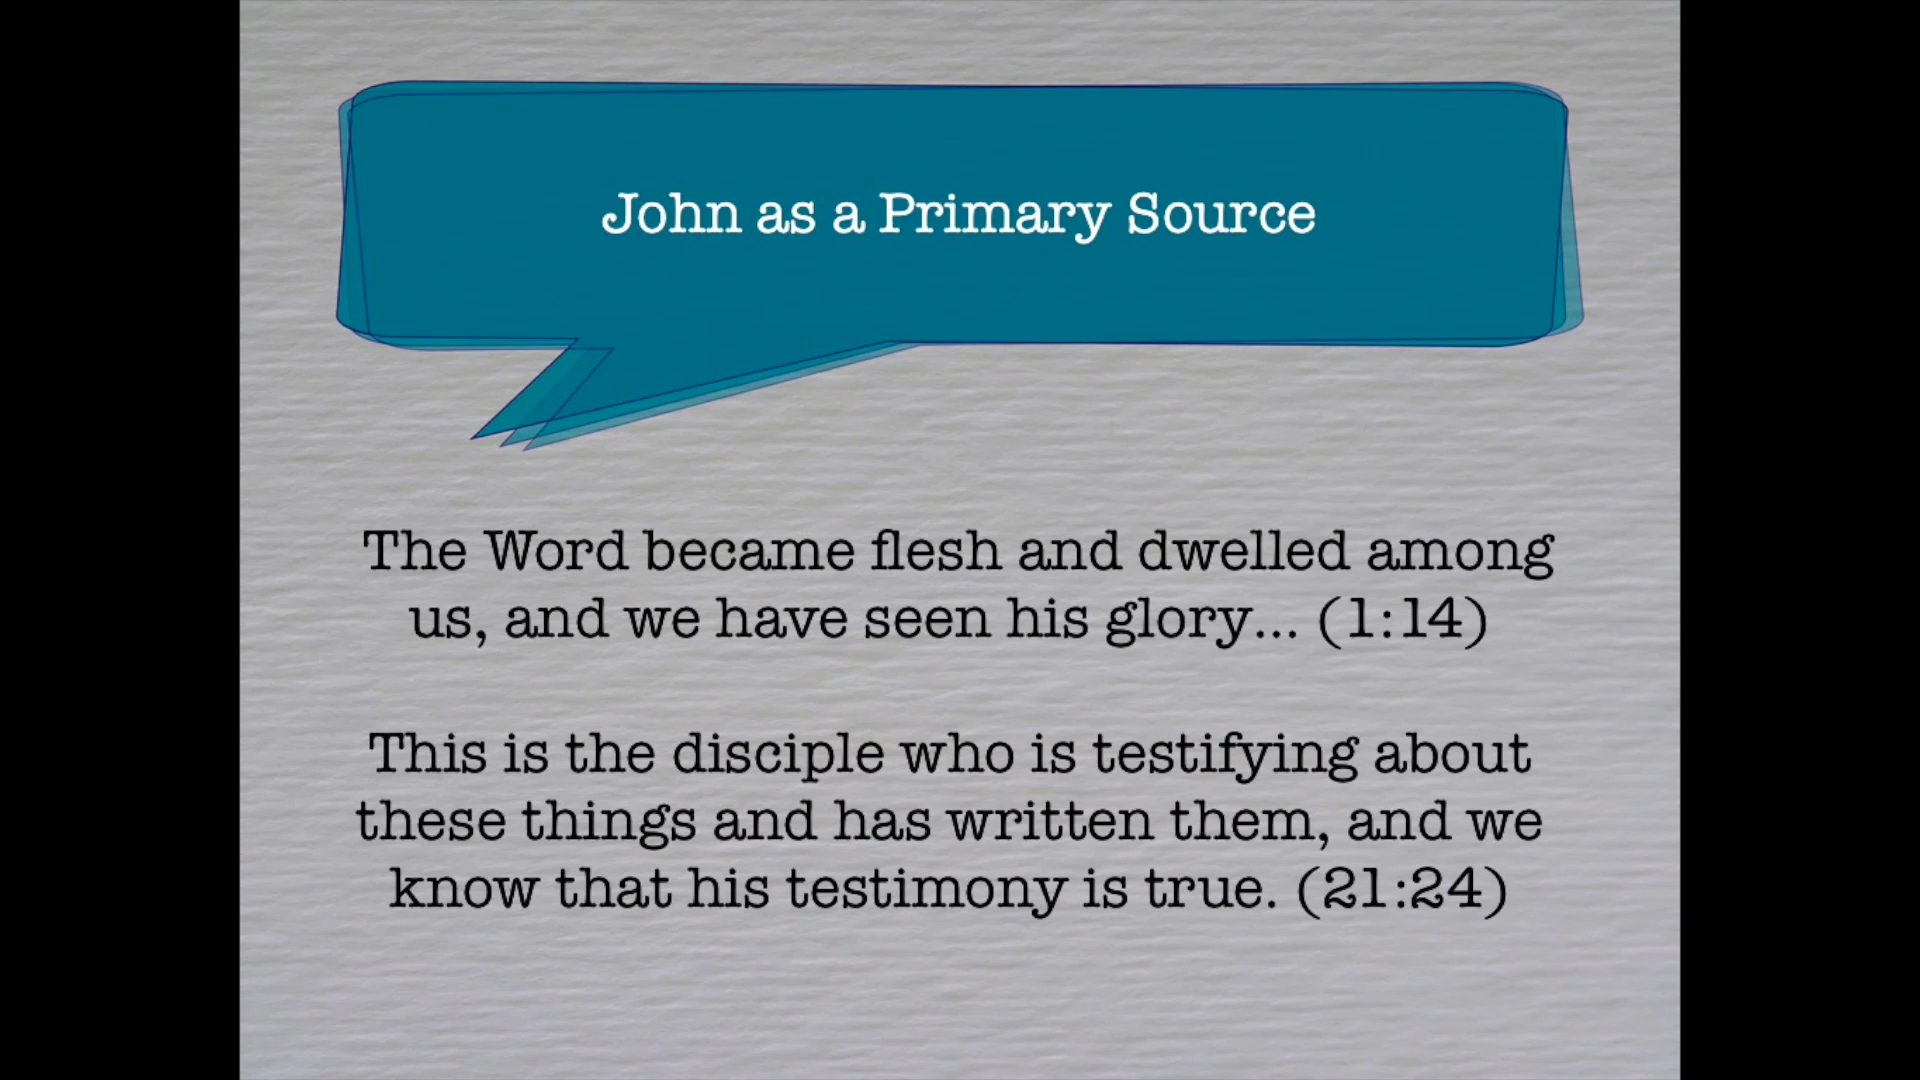 John as a Primary Source
The Word became flesh and dwelled among
us, and we have seen his glory... (1:14)
This is the disciple who is testifying about
these things and has written them, and we
know that his testimony is true. (21:24)